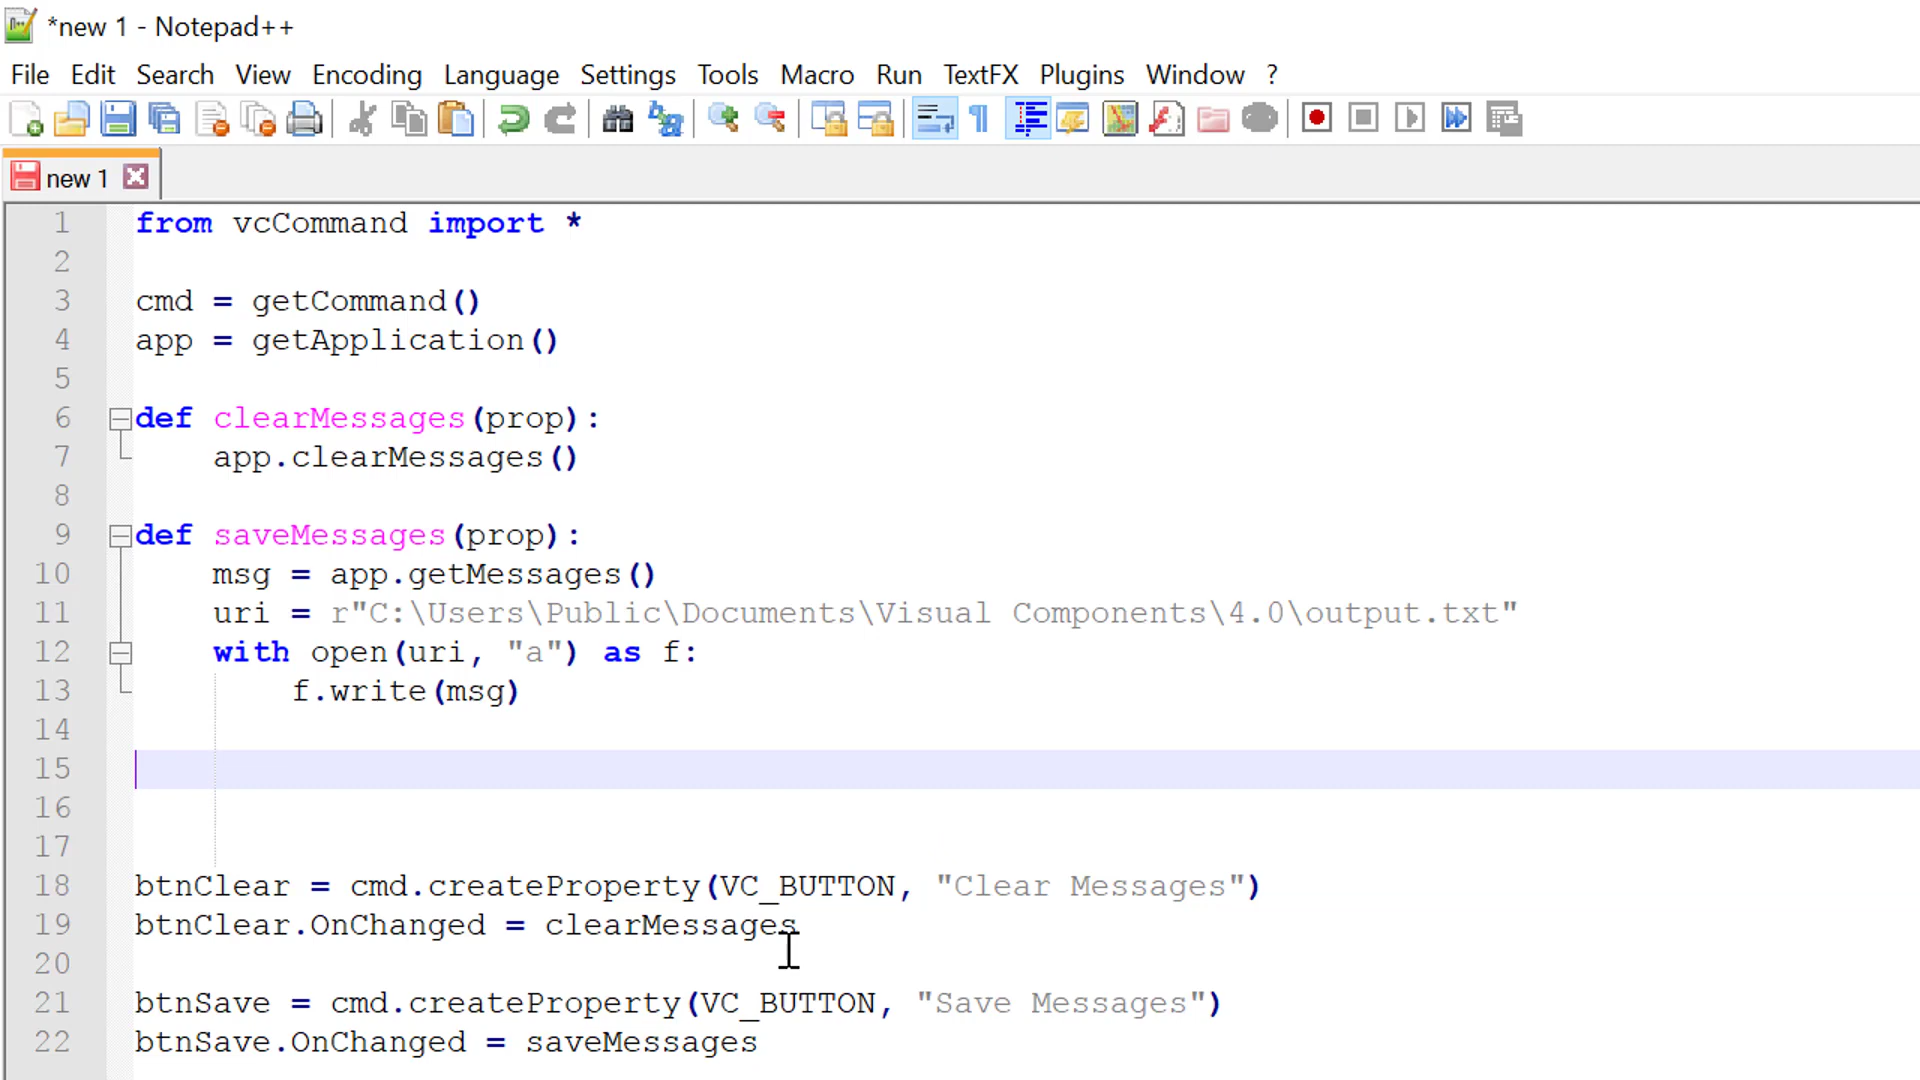 *new 1 - Notepad++
File Edit Search View Encoding Language Settings Tools Macro Run TextFX Plugins Window ?
new 1
1 from vcCommand import *
2
3 cmd = getCommand()
4 app = getApplication()
5
6 def clearMessages(prop):
7     app.clearMessages()
8
9 def saveMessages(prop):
10     msg = app.getMessages()
11     uri = r"C:\Users\Public\Documents\Visual Components\4.0\output.txt"
12     with open(uri, "a") as f:
13         f.write(msg)
14
15
16
17
18 btnClear = cmd.createProperty(VC_BUTTON, "Clear Messages")
19 btnClear.OnChanged = clearMessages
20
21 btnSave = cmd.createProperty(VC_BUTTON, "Save Messages")
22 btnSave.OnChanged = saveMessages